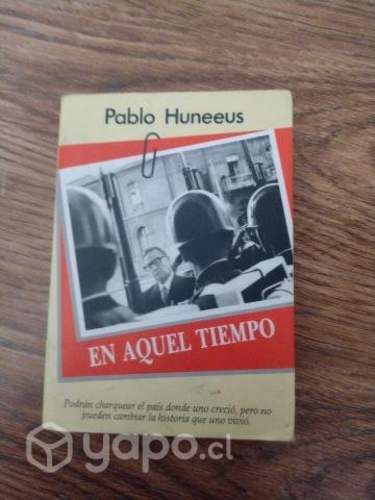 Pablo Huneeus
EN AQUEL TIEMPO
Podrán charquear el país donde uno creció, pero no
pueden cambiar la historia que uno vivió.
yapo.cl